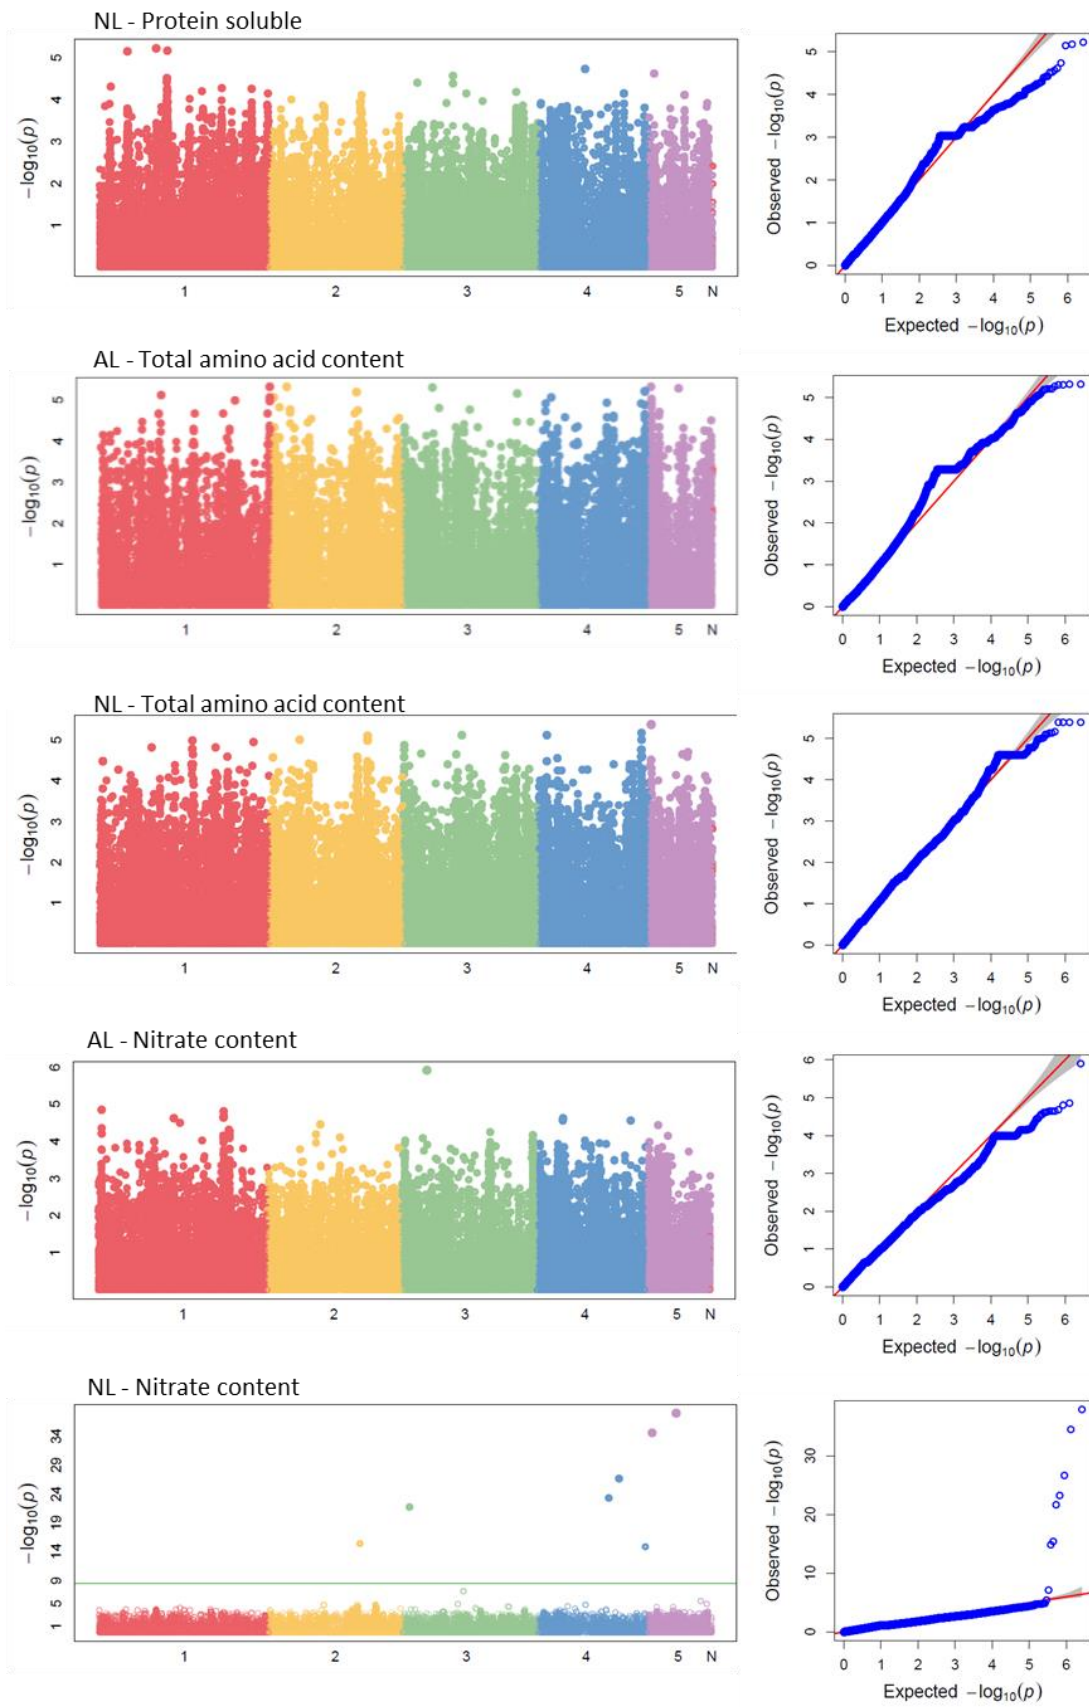 NL - Protein soluble
−log10(p)
5
4
3
2
1
1 2 3 4 5 N
Observed −log10(p)
5
4
3
2
1
0
0 1 2 3 4 5 6
Expected −log10(p)
AL - Total amino acid content
−log10(p)
5
4
3
2
1
1 2 3 4 5 N
Observed −log10(p)
5
4
3
2
1
0
0 1 2 3 4 5 6
Expected −log10(p)
NL - Total amino acid content
−log10(p)
5
4
3
2
1
1 2 3 4 5 N
Observed −log10(p)
5
4
3
2
1
0
0 1 2 3 4 5 6
Expected −log10(p)
AL - Nitrate content
−log10(p)
6
5
4
3
2
1
1 2 3 4 5 N
Observed −log10(p)
6
5
4
3
2
1
0
0 1 2 3 4 5 6
Expected −log10(p)
NL - Nitrate content
−log10(p)
34
29
24
19
14
9
5
1
1 2 3 4 5 N
Observed −log10(p)
30
20
10
0
0 1 2 3 4 5 6
Expected −log10(p)